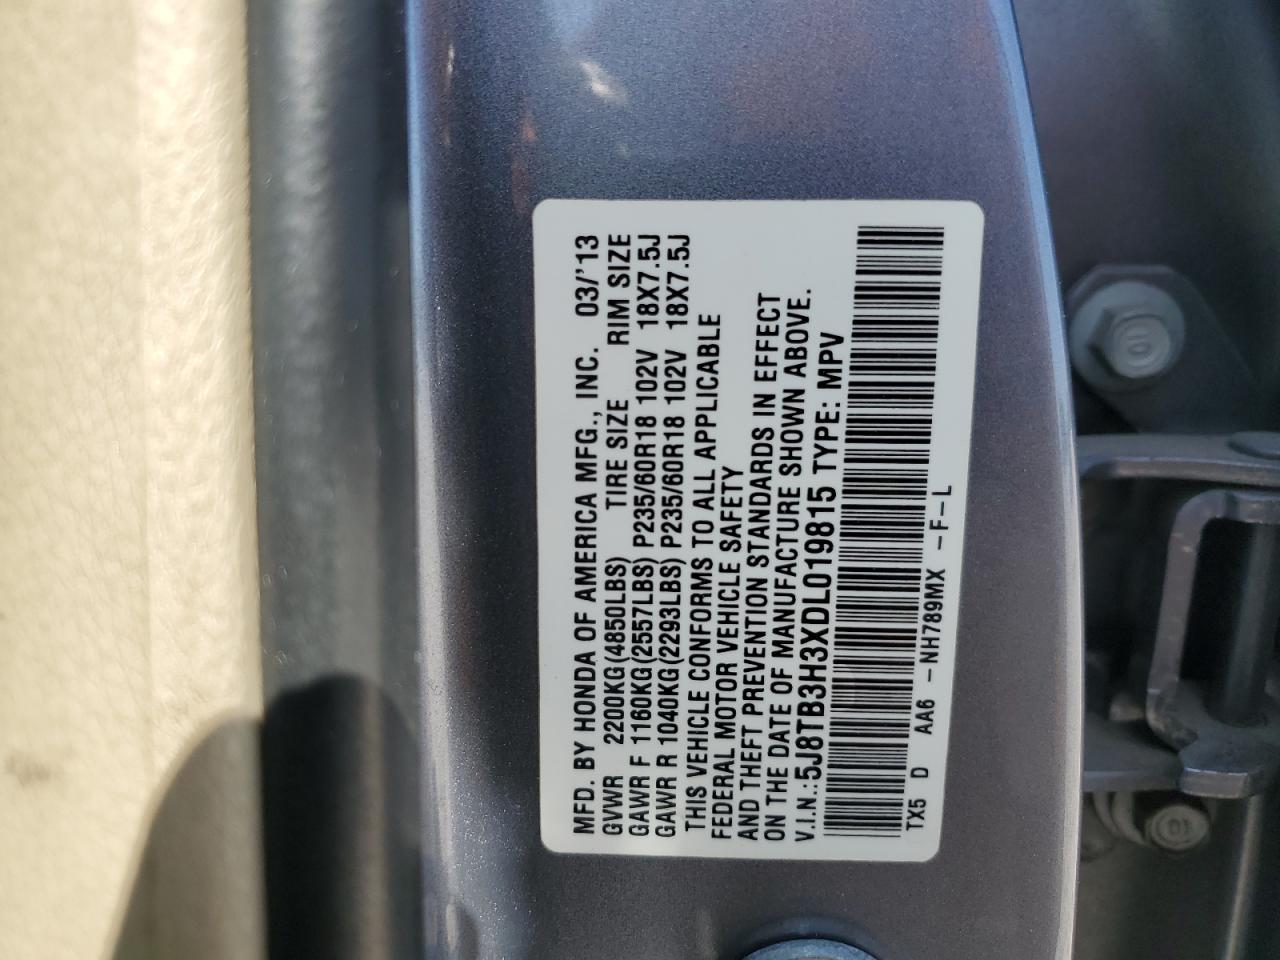 MFD. BY HONDA OF AMERICA MFG., INC. 03/'13
GVWR 2200KG(4850LBS) TIRE SIZE RIM SIZE
GAWR F 1160KG(2557LBS) P235/60R18 102V 18X7.5J
GAWR R 1040KG(2293LBS) P235/60R18 102V 18X7.5J
THIS VEHICLE CONFORMS TO ALL APPLICABLE
FEDERAL MOTOR VEHICLE SAFETY
AND THEFT PREVENTION STANDARDS IN EFFECT
ON THE DATE OF MANUFACTURE SHOWN ABOVE.
V.I.N.:5J8TB3H3XDL019815 TYPE: MPV
TX5 D AA6 -NH789MX -F-L